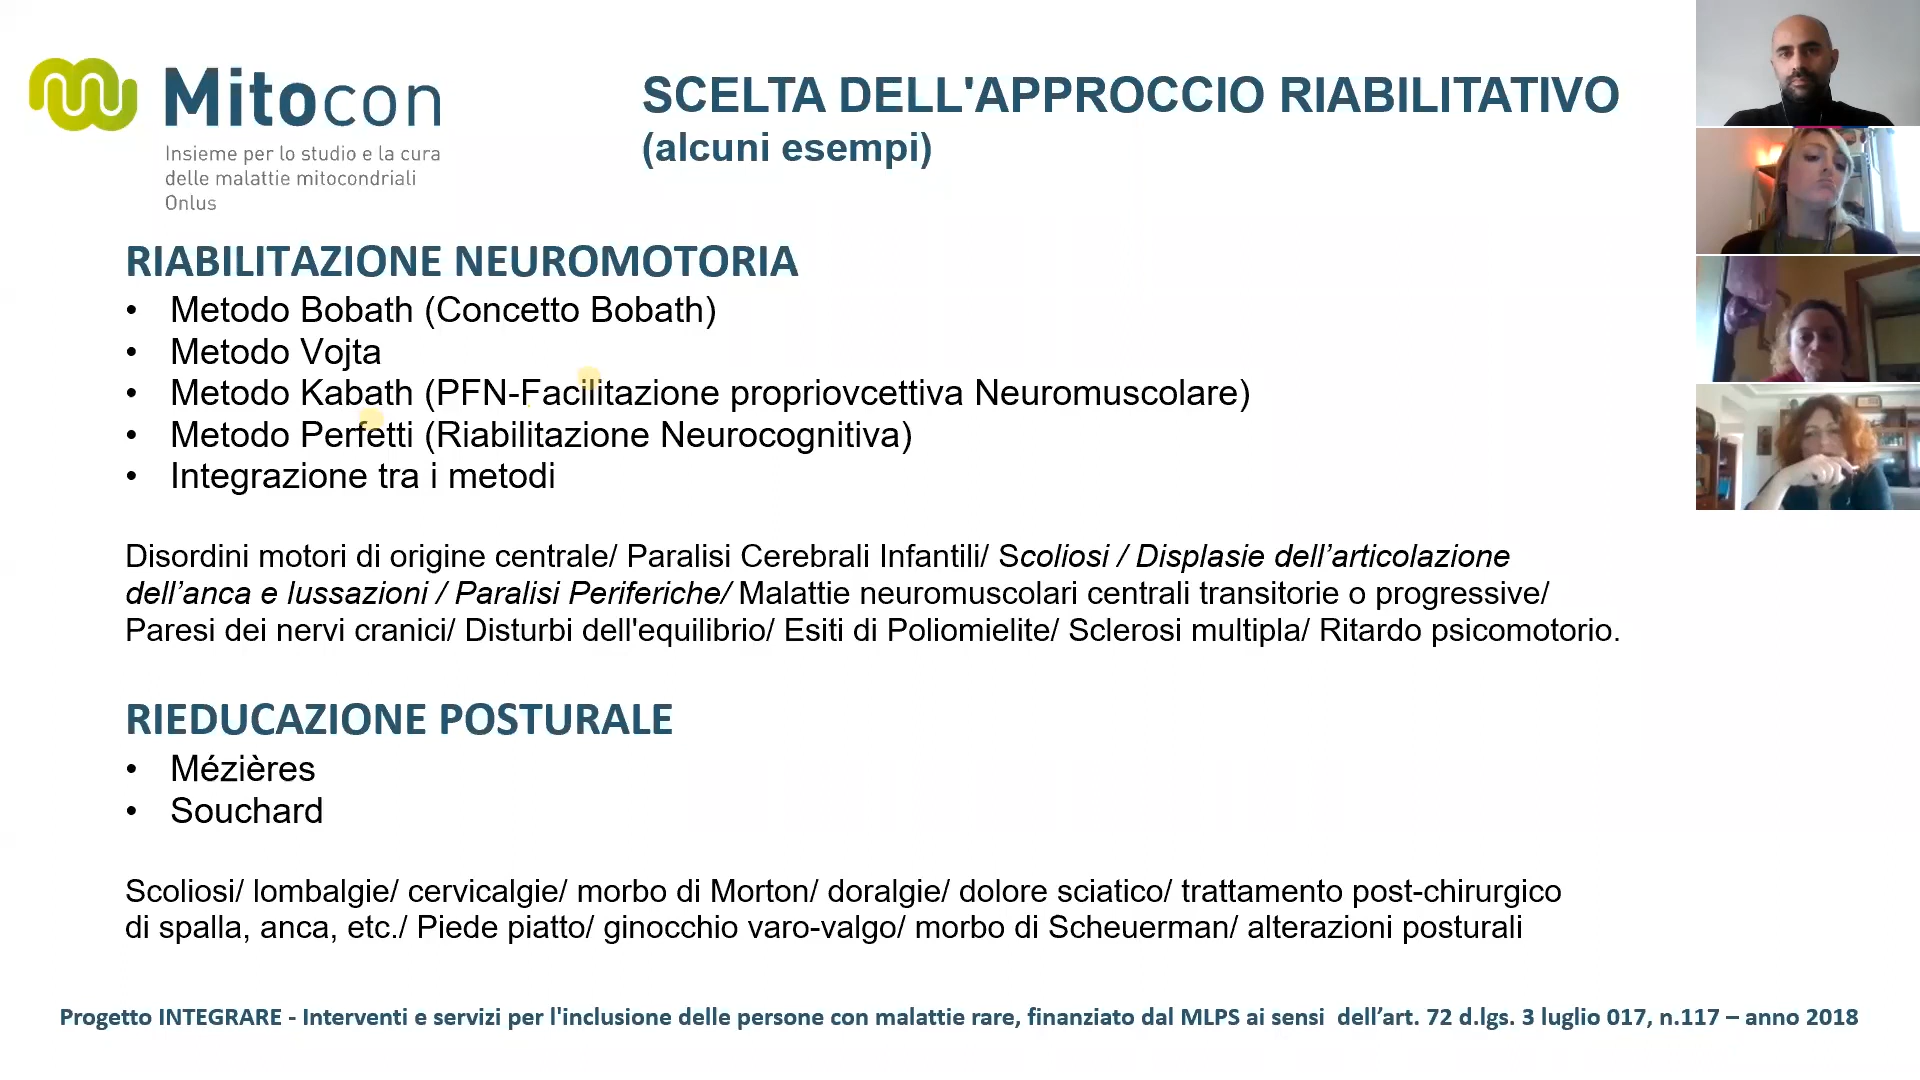 Mitocon
Insieme per lo studio e la cura
delle malattie mitocondriali
Onlus
SCELTA DELL'APPROCCIO RIABILITATIVO
(alcuni esempi)
RIABILITAZIONE NEUROMOTORIA
• Metodo Bobath (Concetto Bobath)
• Metodo Vojta
• Metodo Kabath (PFN-Facilitazione propriovcettiva Neuromuscolare)
• Metodo Perfetti (Riabilitazione Neurocognitiva)
• Integrazione tra i metodi
Disordini motori di origine centrale/ Paralisi Cerebrali Infantili/ Scoliosi / Displasie dell’articolazione
dell’anca e lussazioni / Paralisi Periferiche/ Malattie neuromuscolari centrali transitorie o progressive/
Paresi dei nervi cranici/ Disturbi dell'equilibrio/ Esiti di Poliomielite/ Sclerosi multipla/ Ritardo psicomotorio.
RIEDUCAZIONE POSTURALE
• Mézières
• Souchard
Scoliosi/ lombalgie/ cervicalgie/ morbo di Morton/ doralgie/ dolore sciatico/ trattamento post-chirurgico
di spalla, anca, etc./ Piede piatto/ ginocchio varo-valgo/ morbo di Scheuerman/ alterazioni posturali
Progetto INTEGRARE - Interventi e servizi per l'inclusione delle persone con malattie rare, finanziato dal MLPS ai sensi dell’art. 72 d.lgs. 3 luglio 017, n.117 – anno 2018